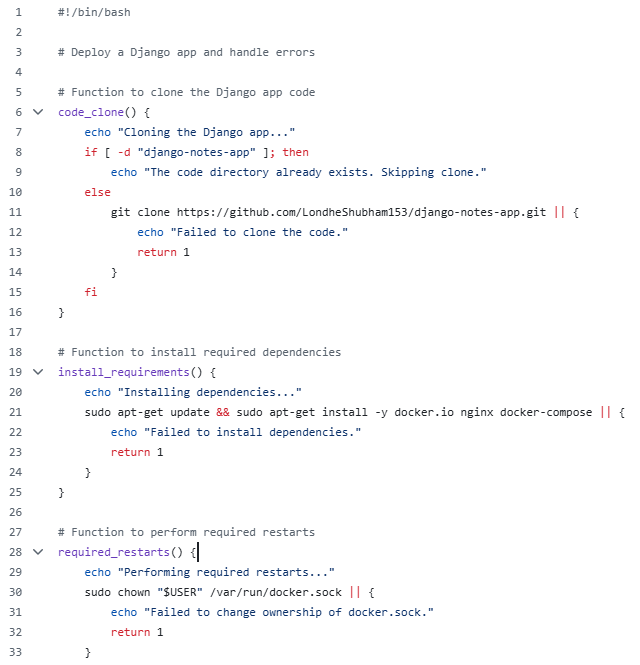 1 #!/bin/bash
2
3 # Deploy a Django app and handle errors
4
5 # Function to clone the Django app code
6 code_clone() {
7 echo "Cloning the Django app..."
8 if [ -d "django-notes-app" ]; then
9 echo "The code directory already exists. Skipping clone."
10 else
11 git clone https://github.com/LondheShubham153/django-notes-app.git || {
12 echo "Failed to clone the code."
13 return 1
14 }
15 fi
16 }
17
18 # Function to install required dependencies
19 install_requirements() {
20 echo "Installing dependencies..."
21 sudo apt-get update && sudo apt-get install -y docker.io nginx docker-compose || {
22 echo "Failed to install dependencies."
23 return 1
24 }
25 }
26
27 # Function to perform required restarts
28 required_restarts() {
29 echo "Performing required restarts..."
30 sudo chown "$USER" /var/run/docker.sock || {
31 echo "Failed to change ownership of docker.sock."
32 return 1
33 }